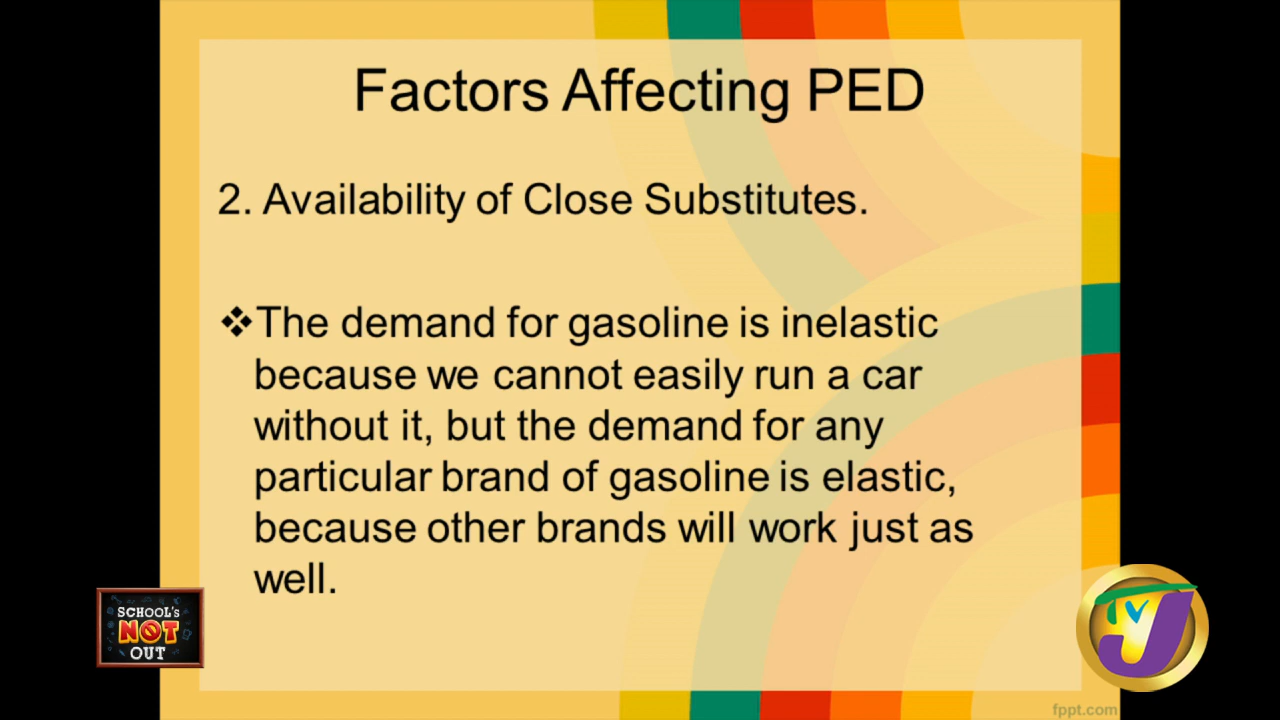 Factors Affecting PED
2. Availability of Close Substitutes.
❖The demand for gasoline is inelastic
because we cannot easily run a car
without it, but the demand for any
particular brand of gasoline is elastic,
because other brands will work just as
well.
SCHOOL's
NOT
OUT
TVJ
fppt.com